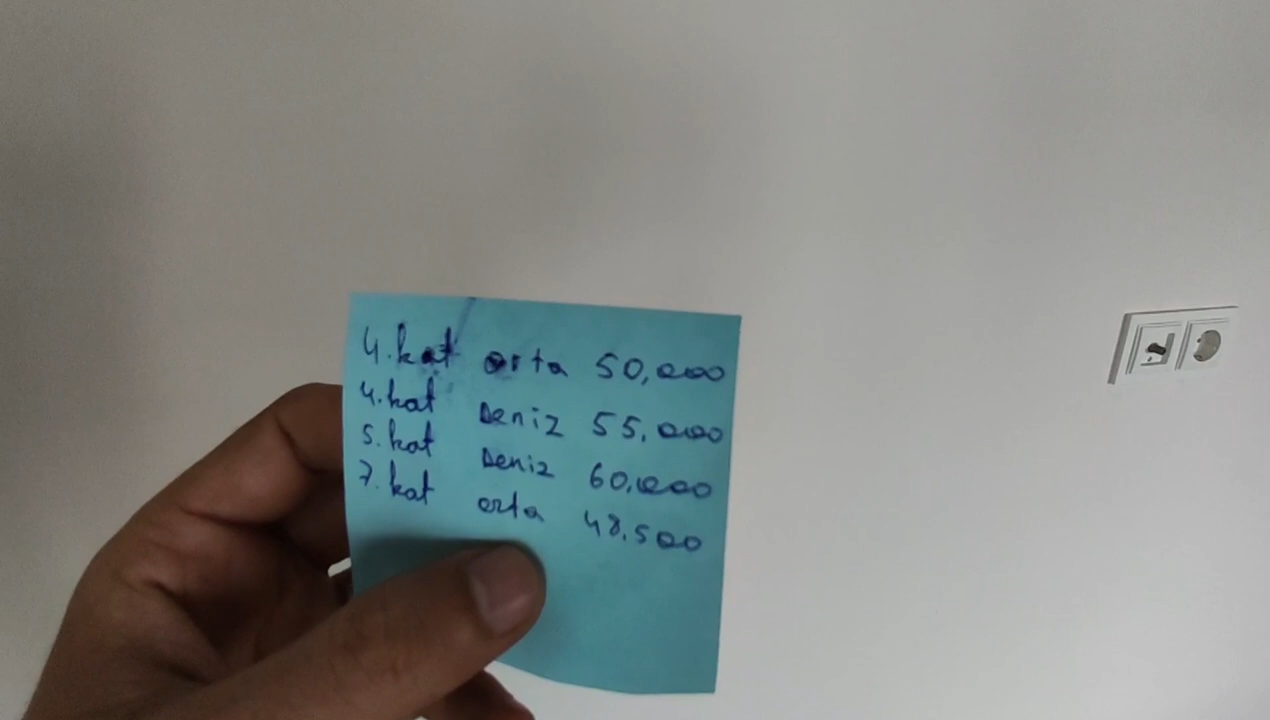 4.kat orta 50,000
4.kat Deniz 55,000
5.kat Deniz 60,000
7.kat orta 48.500